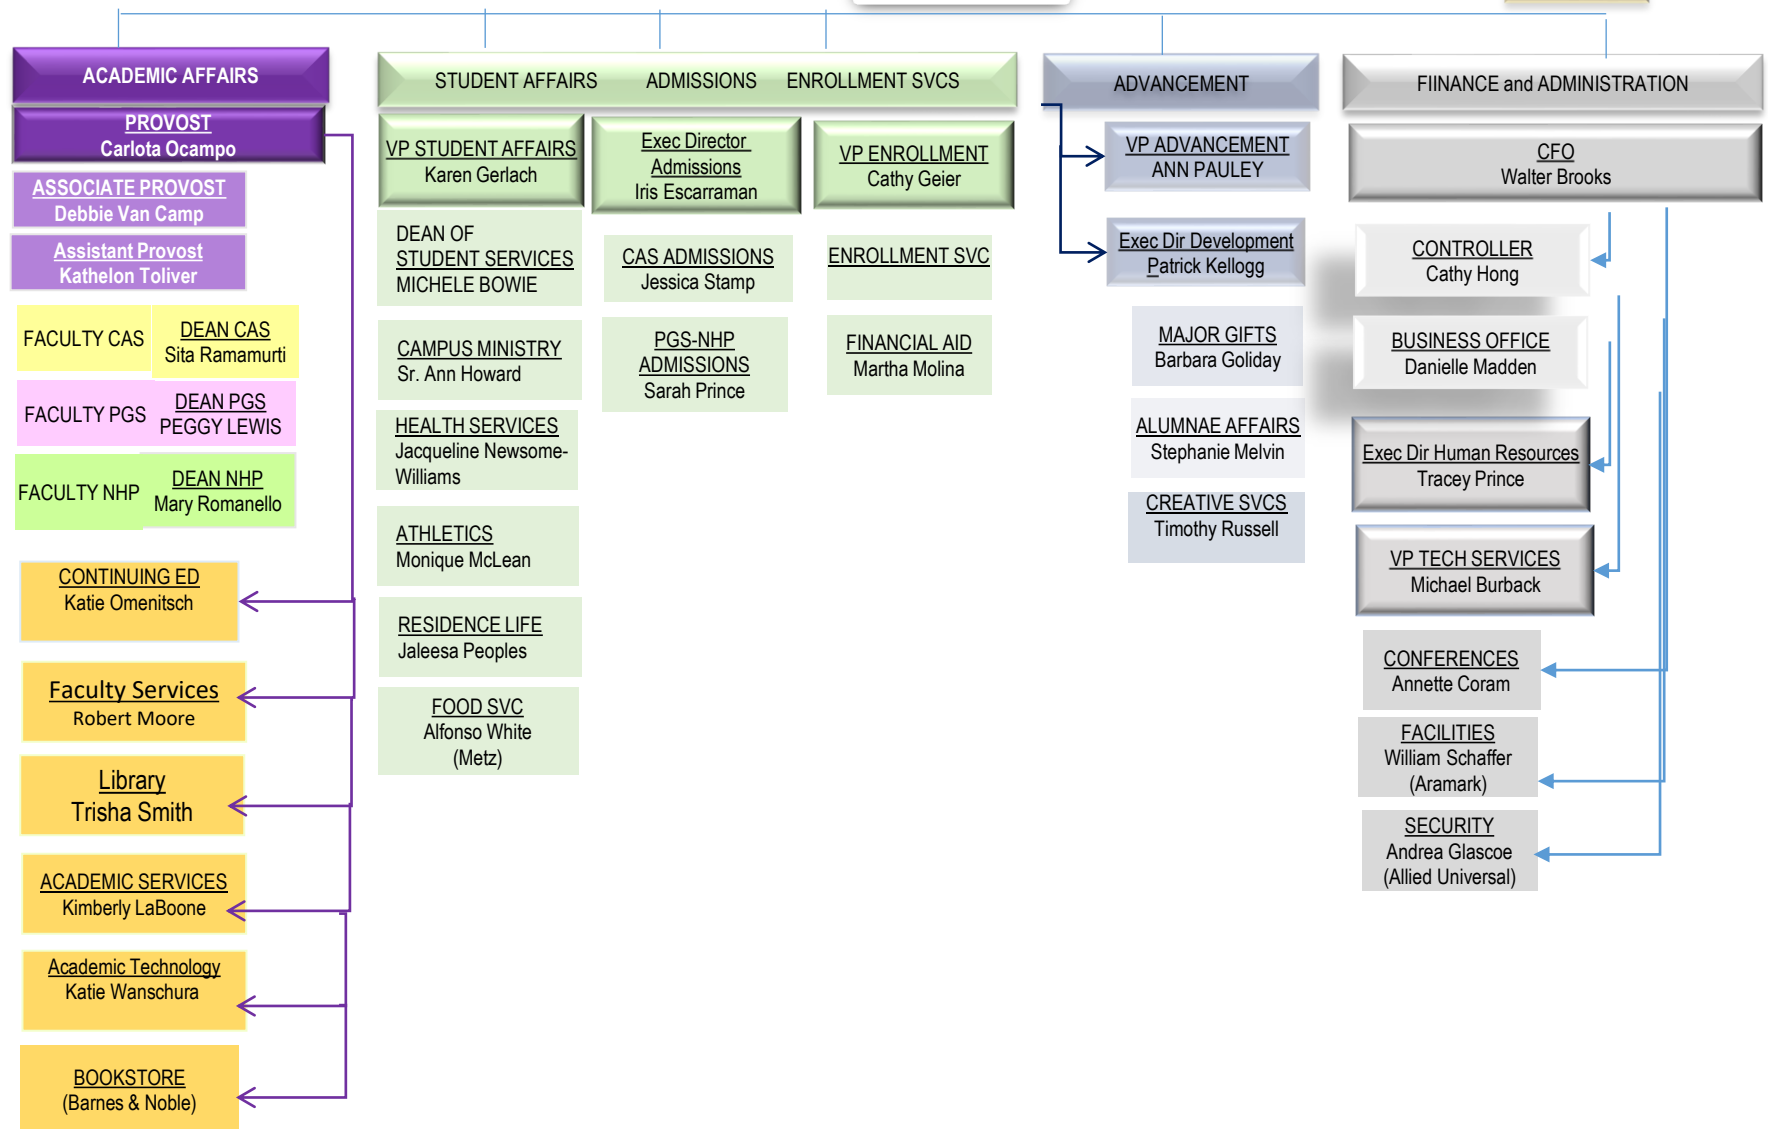 ACADEMIC AFFAIRS
PROVOST
Carlota Ocampo
ASSOCIATE PROVOST
Debbie Van Camp
Assistant Provost
Kathelon Toliver
FACULTY CAS
DEAN CAS
Sita Ramamurti
FACULTY PGS
DEAN PGS
PEGGY LEWIS
FACULTY NHP
DEAN NHP
Mary Romanello
CONTINUING ED
Katie Omenitsch
Faculty Services
Robert Moore
Library
Trisha Smith
ACADEMIC SERVICES
Kimberly LaBoone
Academic Technology
Katie Wanschura
BOOKSTORE
(Barnes & Noble)
STUDENT AFFAIRS ADMISSIONS ENROLLMENT SVCS
VP STUDENT AFFAIRS
Karen Gerlach
DEAN OF
STUDENT SERVICES
MICHELE BOWIE
CAMPUS MINISTRY
Sr. Ann Howard
HEALTH SERVICES
Jacqueline Newsome-
Williams
ATHLETICS
Monique McLean
RESIDENCE LIFE
Jaleesa Peoples
FOOD SVC
Alfonso White
(Metz)
Exec Director
Admissions
Iris Escarraman
CAS ADMISSIONS
Jessica Stamp
PGS-NHP
ADMISSIONS
Sarah Prince
VP ENROLLMENT
Cathy Geier
ENROLLMENT SVC
FINANCIAL AID
Martha Molina
ADVANCEMENT
VP ADVANCEMENT
ANN PAULEY
Exec Dir Development
Patrick Kellogg
MAJOR GIFTS
Barbara Goliday
ALUMNAE AFFAIRS
Stephanie Melvin
CREATIVE SVCS
Timothy Russell
FIINANCE and ADMINISTRATION
CFO
Walter Brooks
CONTROLLER
Cathy Hong
BUSINESS OFFICE
Danielle Madden
Exec Dir Human Resources
Tracey Prince
VP TECH SERVICES
Michael Burback
CONFERENCES
Annette Coram
FACILITIES
William Schaffer
(Aramark)
SECURITY
Andrea Glascoe
(Allied Universal)